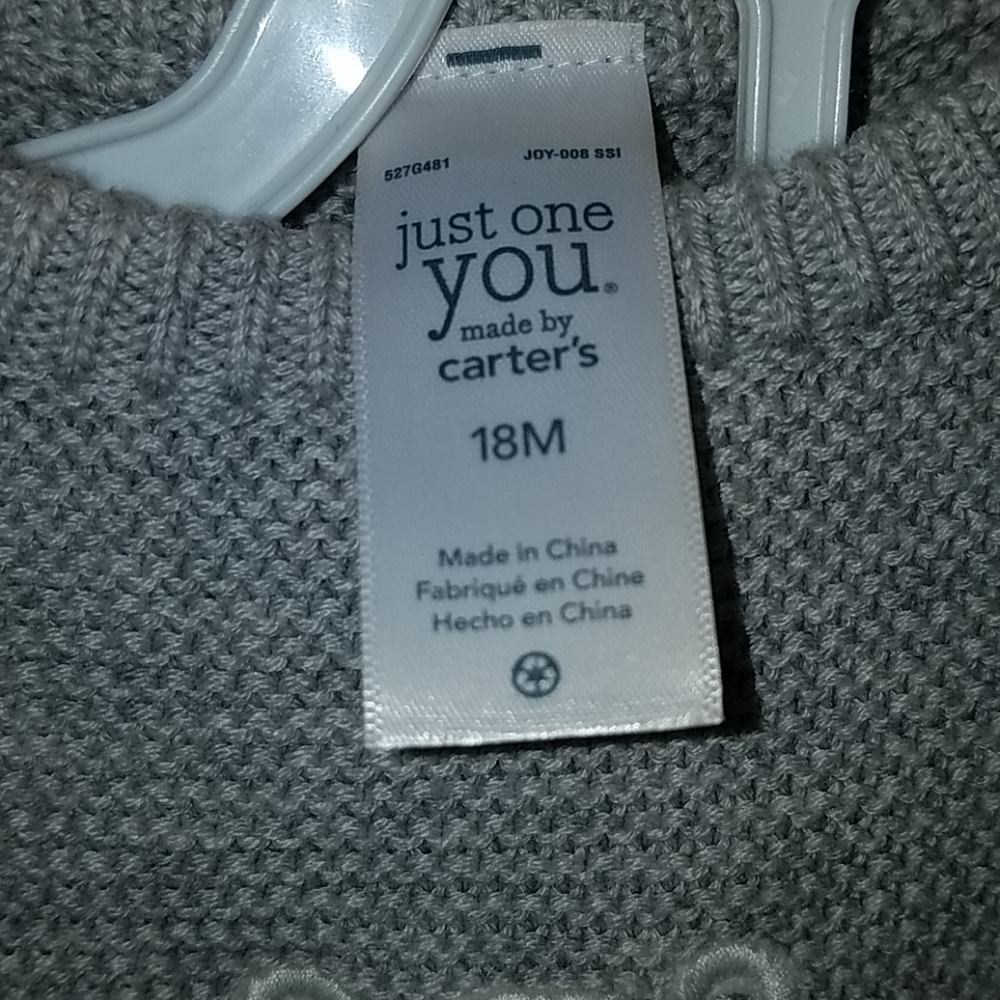 527G481 JOY-008 SSI
just one
you®
made by
carter's
18M
Made in China
Fabriqué en Chine
Hecho en China